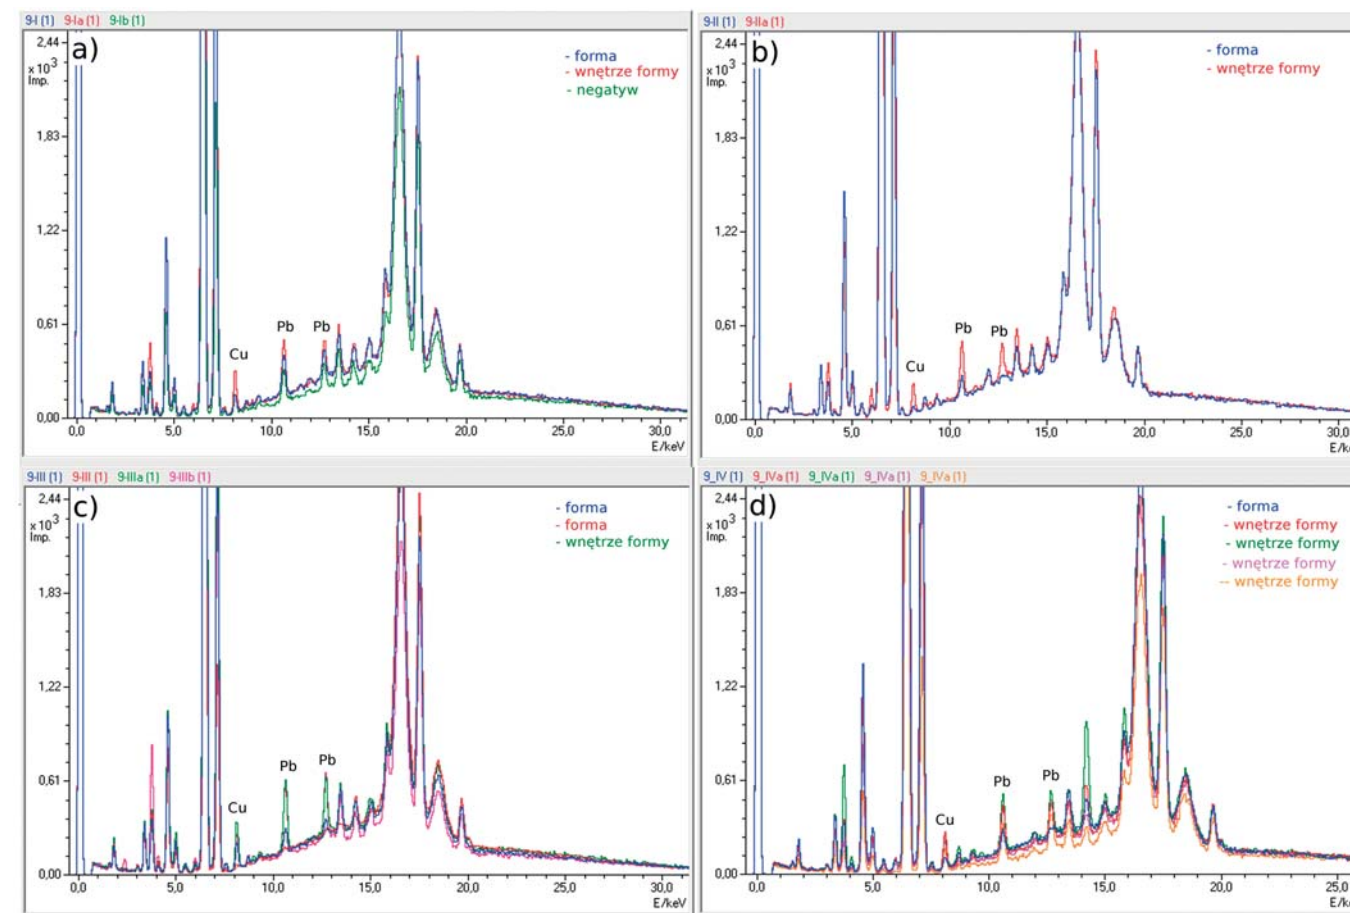 9-I (1) 9-Ia (1) 9-Ib (1)
a)
2,44
x 10³
Imp.
1,83
1,22
0,61
0,00
- forma
- wnętrze formy
- negatyw
Pb Pb
Cu
0,0 5,0 10,0 15,0 20,0 25,0 30,0
E/keV
9-II (1) 9-IIa (1)
b)
2,44
x 10³
Imp.
1,83
1,22
0,61
0,00
- forma
- wnętrze formy
Pb Pb
Cu
0,0 5,0 10,0 15,0 20,0 25,0 30,0
E/ke
9-III (1) 9-III (1) 9-IIIa (1) 9-IIIb (1)
c)
2,44
x 10³
Imp.
1,83
1,22
0,61
0,00
- forma
- forma
- wnętrze formy
Pb Pb
Cu
0,0 5,0 10,0 15,0 20,0 25,0 30,0
E/keV
9_IV (1) 9_IVa (1) 9_IVa (1) 9_IVa (1) 9_IVa (1)
d)
2,44
x 10³
Imp.
1,83
1,22
0,61
0,00
- forma
- wnętrze formy
- wnętrze formy
- wnętrze formy
-- wnętrze formy
Pb Pb
Cu
0,0 5,0 10,0 15,0 20,0 25,0
E/ke